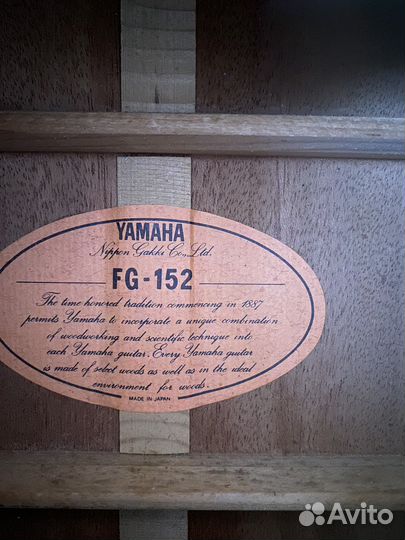 YAMAHA
Nippon Gakki Co., Ltd.
FG-152
The time honored tradition commencing in 1887
permits Yamaha to incorporate a unique combination
of woodworking and scientific technique into
each Yamaha guitar. Every Yamaha guitar
is made of select woods as well as in the ideal
environment for woods.
MADE IN JAPAN
Avito